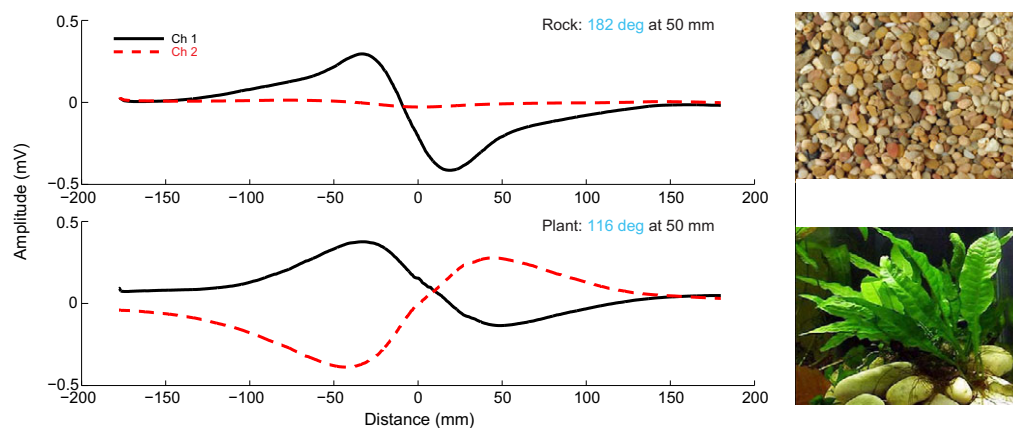 Rock: 182 deg at 50 mm
Ch 1
Ch 2
0.5
0
−0.5
−200 −150 −100 −50 0 50 100 150 200
Amplitude (mV)
Plant: 116 deg at 50 mm
0.5
0
−0.5
−200 −150 −100 −50 0 50 100 150 200
Distance (mm)